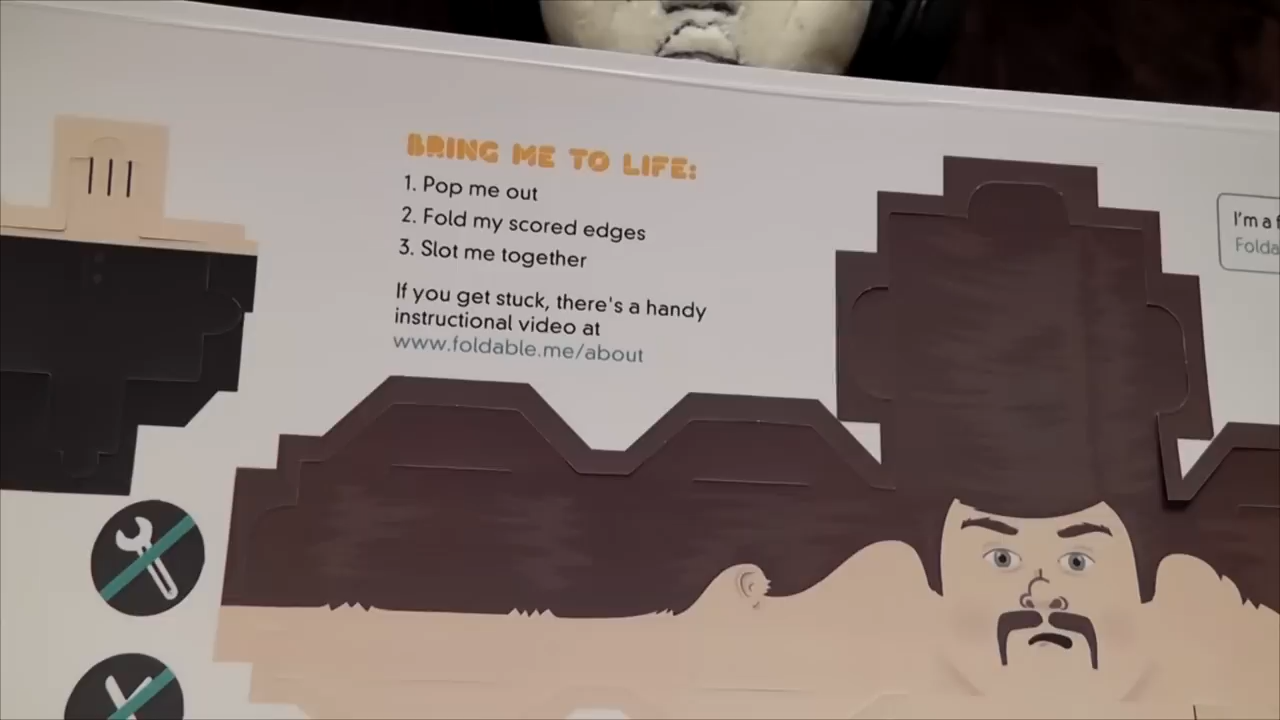 BRING ME TO LIFE:
1. Pop me out
2. Fold my scored edges
3. Slot me together
If you get stuck, there's a handy
instructional video at
www.foldable.me/about
I'm a